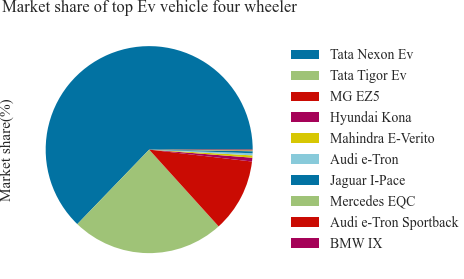 Market share of top Ev vehicle four wheeler
Market share(%)
Tata Nexon Ev
Tata Tigor Ev
MG EZ5
Hyundai Kona
Mahindra E-Verito
Audi e-Tron
Jaguar I-Pace
Mercedes EQC
Audi e-Tron Sportback
BMW IX